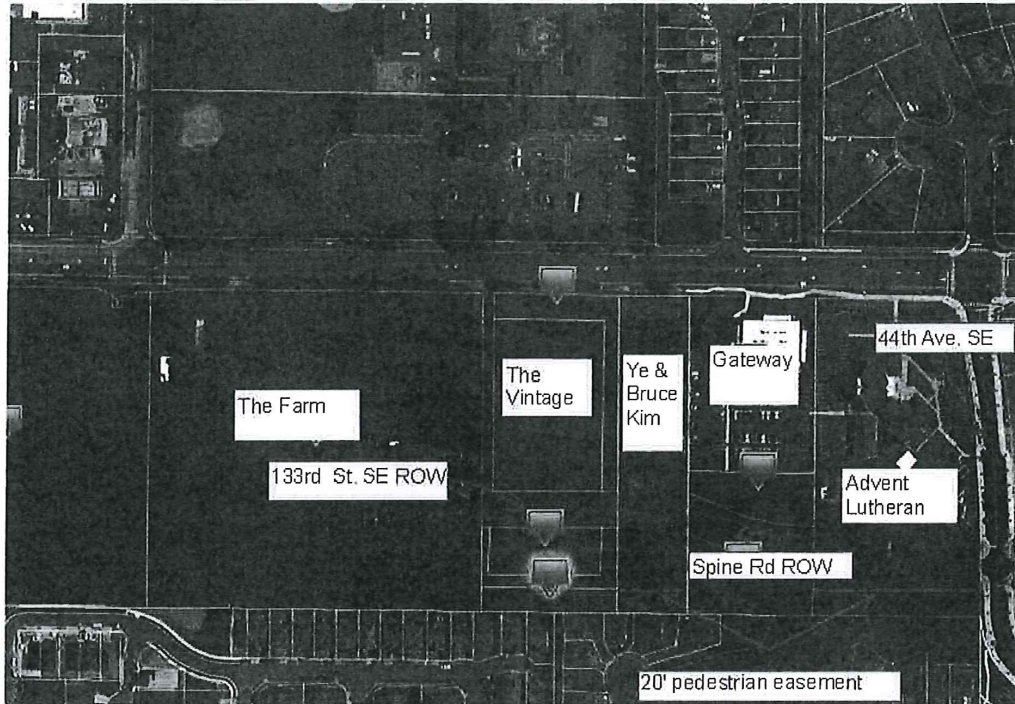 44th Ave. SE
Gateway
Ye &
Bruce
Kim
The
Vintage
The Farm
133rd St. SE ROW
Advent
Lutheran
Spine Rd ROW
20' pedestrian easement